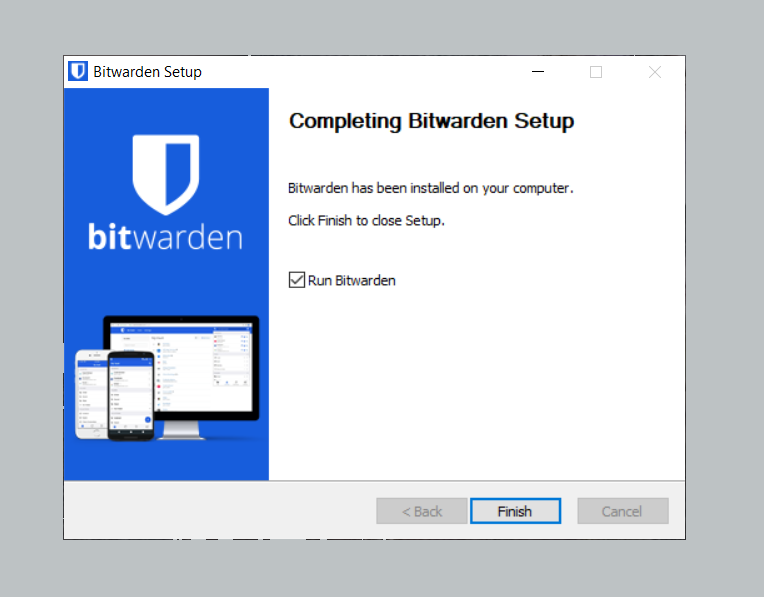 Bitwarden Setup
Completing Bitwarden Setup
bitwarden
Bitwarden has been installed on your computer.
Click Finish to close Setup.
Run Bitwarden
< Back
Finish
Cancel